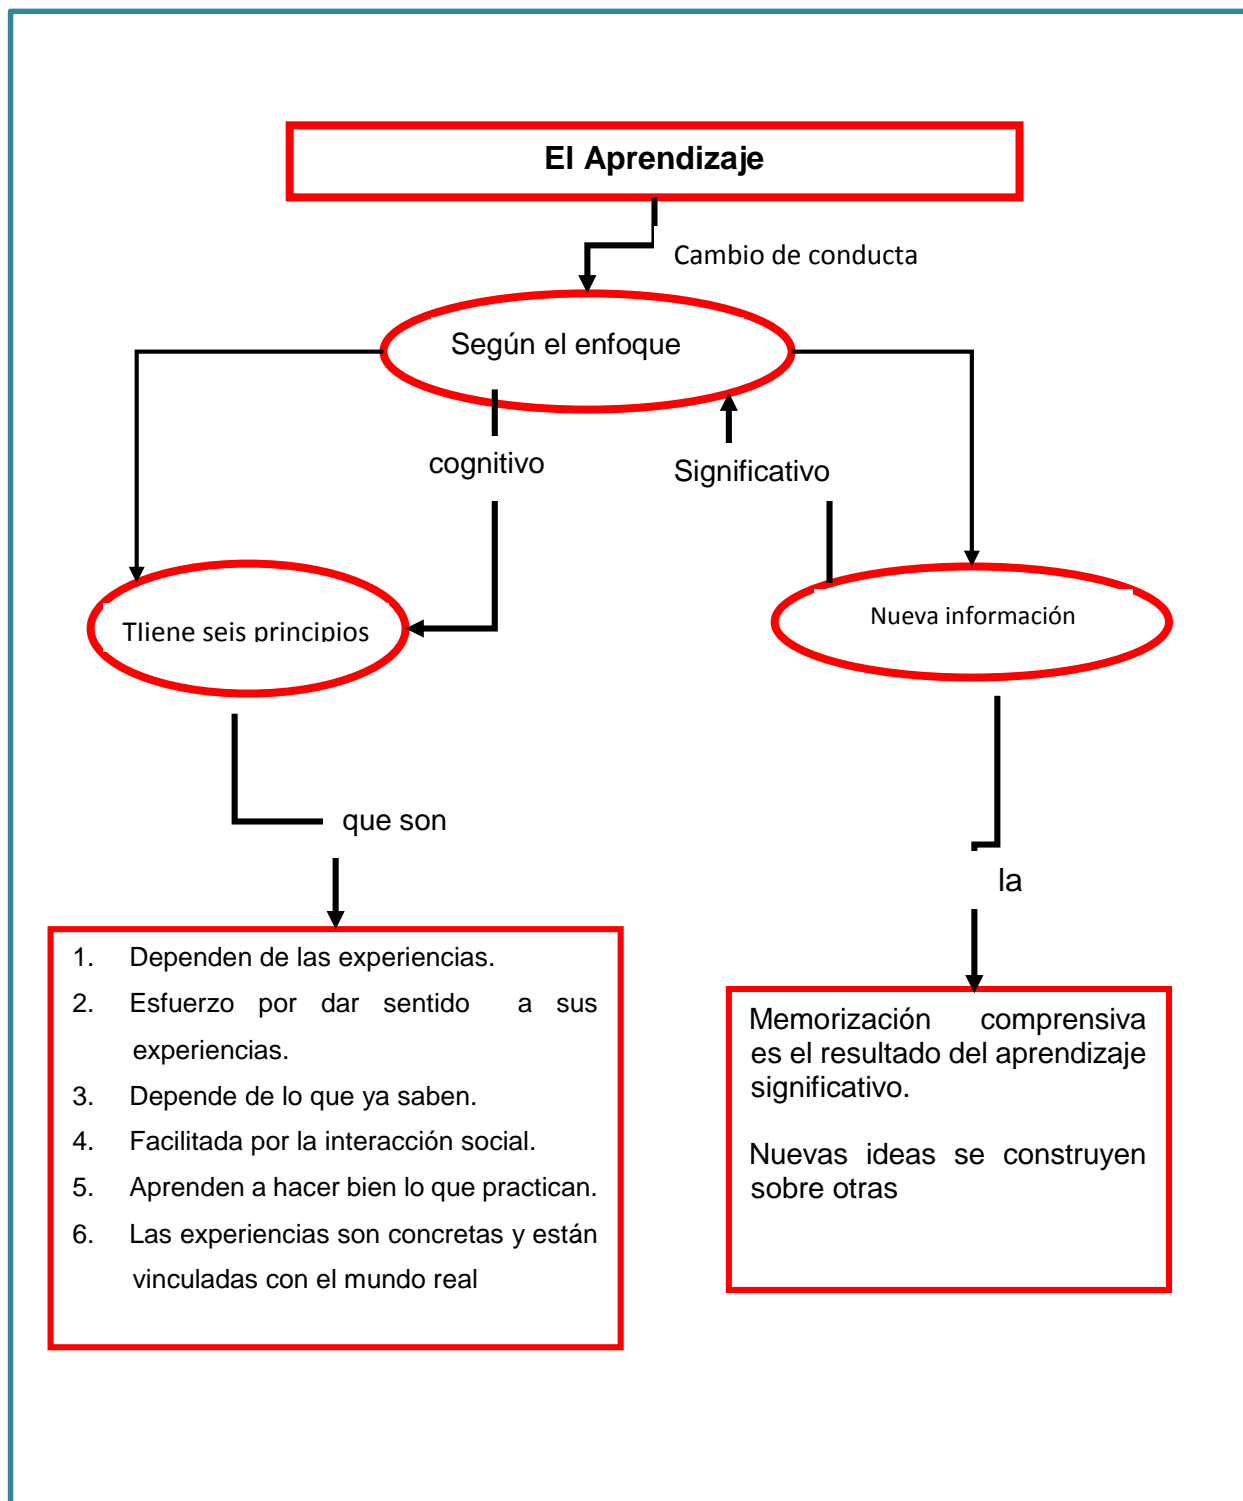 El Aprendizaje
Cambio de conducta
Según el enfoque
cognitivo
Significativo
Tliene seis principios
Nueva información
que son
la
1. Dependen de las experiencias.
2. Esfuerzo por dar sentido a sus
experiencias.
3. Depende de lo que ya saben.
4. Facilitada por la interacción social.
5. Aprenden a hacer bien lo que practican.
6. Las experiencias son concretas y están
vinculadas con el mundo real
Memorización comprensiva
es el resultado del aprendizaje
significativo.
Nuevas ideas se construyen
sobre otras